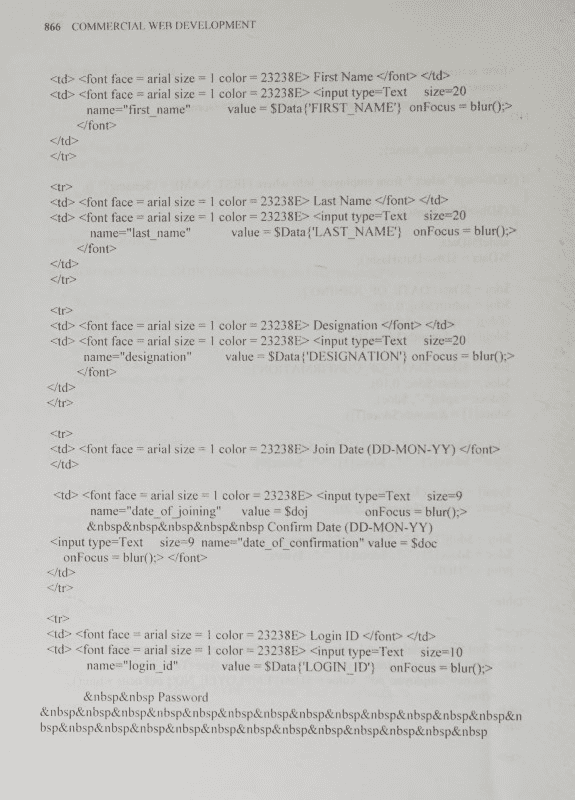 866 COMMERCIAL WEB DEVELOPMENT
<td> <font face = arial size = 1 color = 23238E> First Name </font> </td>
<td> <font face = arial size = 1 color = 23238E> <input type=Text size=20
name="first_name" value = $Data{'FIRST_NAME'} onFocus = blur();>
</font>
</td>
</tr>
<tr>
<td> <font face = arial size = 1 color = 23238E> Last Name </font> </td>
<td> <font face = arial size = 1 color = 23238E> <input type=Text size=20
name="last_name" value = $Data{'LAST_NAME'} onFocus = blur();>
</font>
</td>
</tr>
<tr>
<td> <font face = arial size = 1 color = 23238E> Designation </font> </td>
<td> <font face = arial size = 1 color = 23238E> <input type=Text size=20
name="designation" value = $Data{'DESIGNATION'} onFocus = blur();>
</font>
</td>
</tr>
<tr>
<td> <font face = arial size = 1 color = 23238E> Join Date (DD-MON-YY) </font>
</td>
<td> <font face = arial size = 1 color = 23238E> <input type=Text size=9
name="date_of_joining" value = $doj onFocus = blur();>
&nbsp&nbsp&nbsp&nbsp&nbsp Confirm Date (DD-MON-YY)
<input type=Text size=9 name="date_of_confirmation" value = $doc
onFocus = blur();> </font>
</td>
</tr>
<tr>
<td> <font face = arial size = 1 color = 23238E> Login ID </font> </td>
<td> <font face = arial size = 1 color = 23238E> <input type=Text size=10
name="login_id" value = $Data{'LOGIN_ID'} onFocus = blur();>
&nbsp&nbsp Password
&nbsp&nbsp&nbsp&nbsp&nbsp&nbsp&nbsp&nbsp&nbsp&nbsp&nbsp&nbsp&nbsp&n
bsp&nbsp&nbsp&nbsp&nbsp&nbsp&nbsp&nbsp&nbsp&nbsp&nbsp&nbsp&nbsp